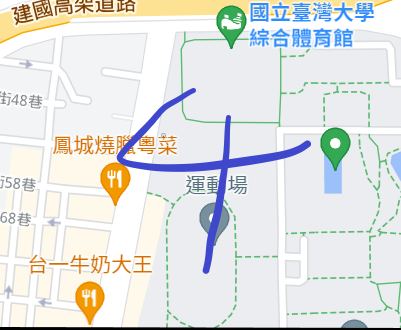 建國高架道路
國立臺灣大學
綜合體育館
街48巷
鳳城燒臘粵菜
街58巷
運動場
68巷
台一牛奶大王